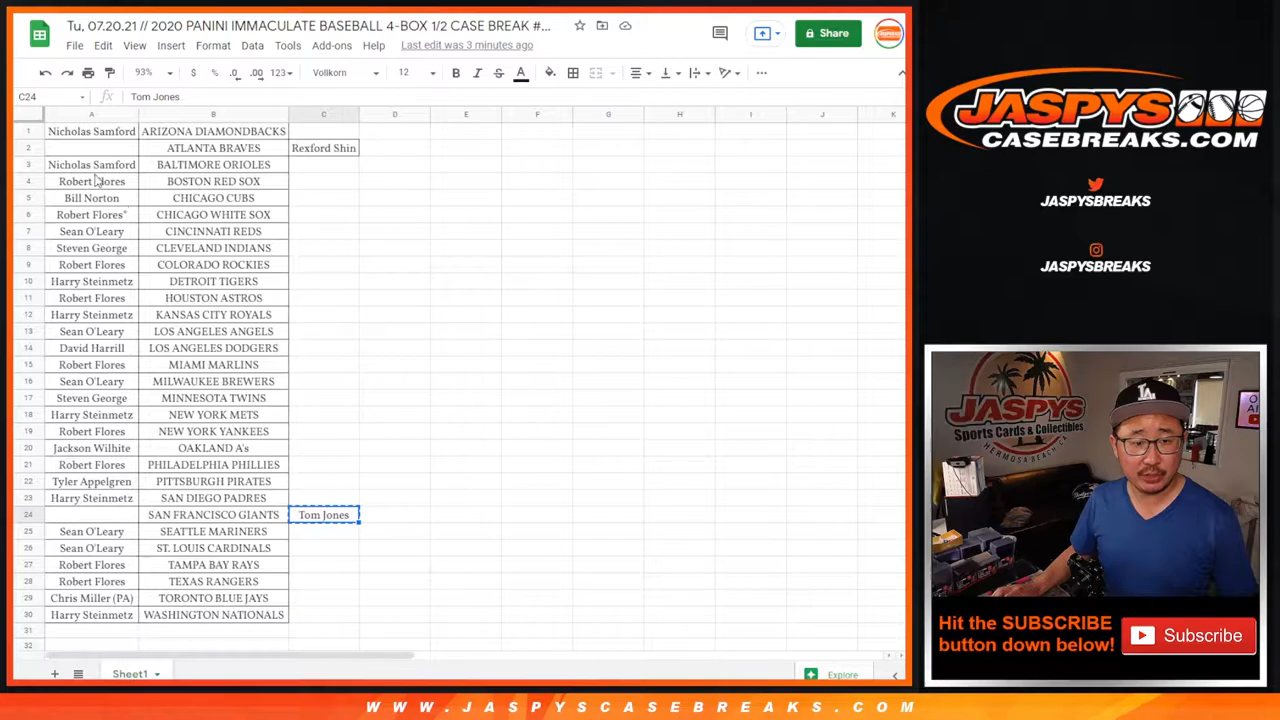 Tu, 07.20.21 // 2020 PANINI IMMACULATE BASEBALL 4-BOX 1/2 CASE BREAK #...
File Edit View Insert Format Data Tools Add-ons Help Last edit was 3 minutes ago
Share
93% $ % .0 .00 123 Vollkorn 12 B I S A
C24 fx Tom Jones
A B C D E F G H I J K
1 Nicholas Samford ARIZONA DIAMONDBACKS
2 ATLANTA BRAVES Rexford Shin
3 Nicholas Samford BALTIMORE ORIOLES
4 Robert Flores BOSTON RED SOX
5 Bill Norton CHICAGO CUBS
6 Robert Flores* CHICAGO WHITE SOX
7 Sean O'Leary CINCINNATI REDS
8 Steven George CLEVELAND INDIANS
9 Robert Flores COLORADO ROCKIES
10 Harry Steinmetz DETROIT TIGERS
11 Robert Flores HOUSTON ASTROS
12 Harry Steinmetz KANSAS CITY ROYALS
13 Sean O'Leary LOS ANGELES ANGELS
14 David Harrill LOS ANGELES DODGERS
15 Robert Flores MIAMI MARLINS
16 Sean O'Leary MILWAUKEE BREWERS
17 Steven George MINNESOTA TWINS
18 Harry Steinmetz NEW YORK METS
19 Robert Flores NEW YORK YANKEES
20 Jackson Wilhite OAKLAND A's
21 Robert Flores PHILADELPHIA PHILLIES
22 Tyler Appelgren PITTSBURGH PIRATES
23 Harry Steinmetz SAN DIEGO PADRES
24 SAN FRANCISCO GIANTS Tom Jones
25 Sean O'Leary SEATTLE MARINERS
26 Sean O'Leary ST. LOUIS CARDINALS
27 Robert Flores TAMPA BAY RAYS
28 Robert Flores TEXAS RANGERS
29 Chris Miller (PA) TORONTO BLUE JAYS
30 Harry Steinmetz WASHINGTON NATIONALS
31
32
Sheet1
Explore
JASPYS
CASEBREAKS.COM
JASPYSBREAKS
JASPYSBREAKS
JASPYS
Sports Cards & Collectibles
HERMOSA BEACH, CA
LA
Hit the SUBSCRIBE
button down below!
Subscribe
WWW.JASPYSCASEBREAKS.COM